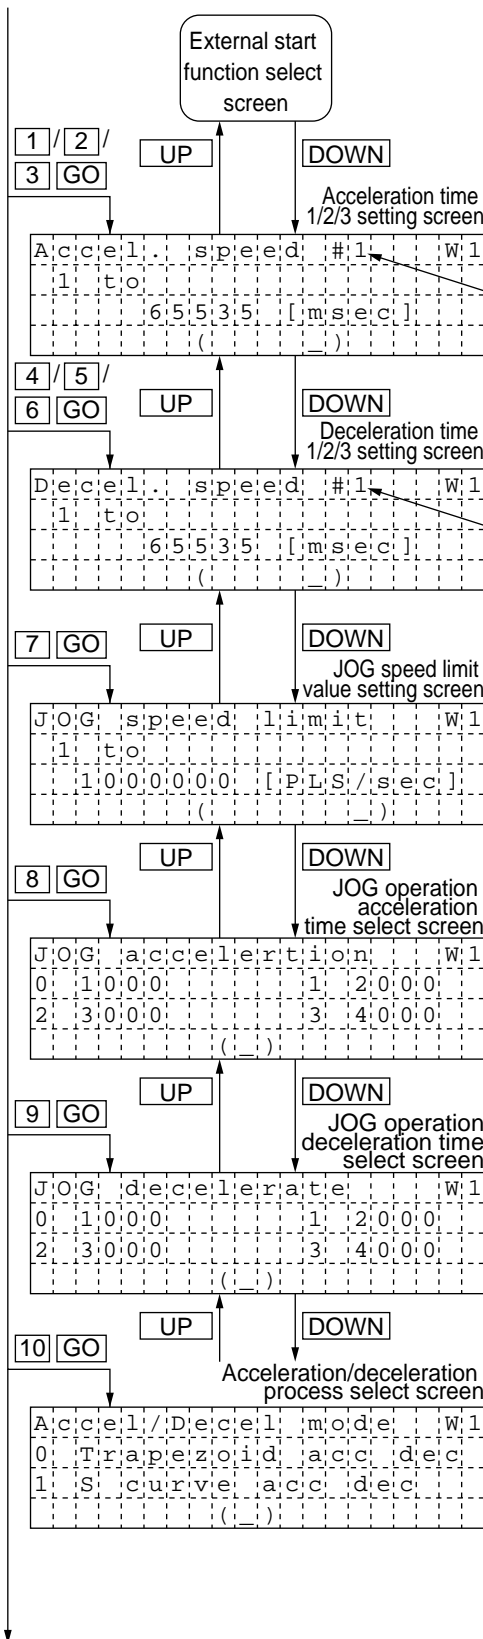 External start
function select
screen
1 / 2 /
3 GO
UP
DOWN
Acceleration time
1/2/3 setting screen
Accel. speed #1 W1
1 to
65535 [msec]
( _)
4 / 5 /
6 GO
UP
DOWN
Deceleration time
1/2/3 setting screen
Decel. speed #1 W1
1 to
65535 [msec]
( _)
UP
DOWN
7 GO
JOG speed limit
value setting screen
JOG speed limit W1
1 to
1000000 [PLS/sec]
( _)
UP
DOWN
8 GO
JOG operation
acceleration
time select screen
JOG accelertion W1
0 1000 1 2000
2 3000 3 4000
(_)
UP
DOWN
9 GO
JOG operation
deceleration time
select screen
JOG decelerate W1
0 1000 1 2000
2 3000 3 4000
(_)
UP
DOWN
10 GO
Acceleration/deceleration
process select screen
Accel/Decel mode W1
0 Trapezoid acc dec
1 S curve acc dec
(_)